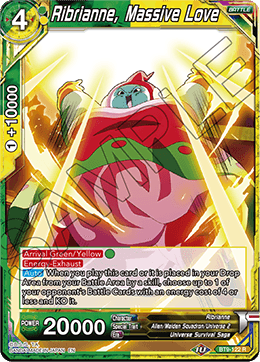 4
Ribrianne, Massive Love
BATTLE
1 +10000
Arrival Green/Yellow
Energy-Exhaust
Auto When you play this card or it is placed in your Drop
Area from your Battle Area by a skill, choose up to 1 of
your opponent's Battle Cards with an energy cost of 4 or
less and KO it.
POWER
20000
Character
Ribrianne
Special Trait
Alien/Maiden Squadron/Universe 2
Era
Universe Survival Saga
BT9-122 R